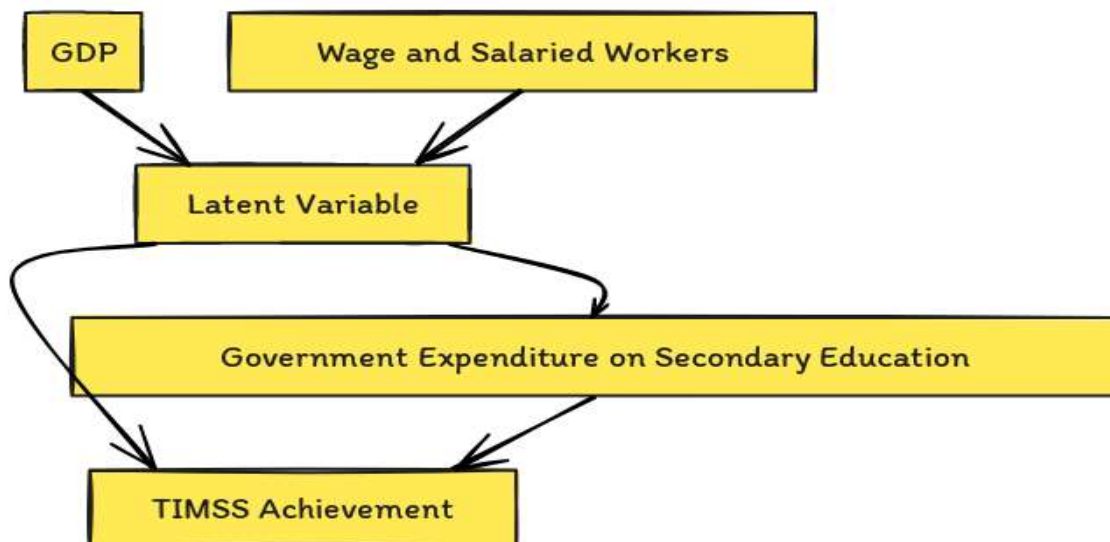 GDP
Wage and Salaried Workers
Latent Variable
Government Expenditure on Secondary Education
TIMSS Achievement